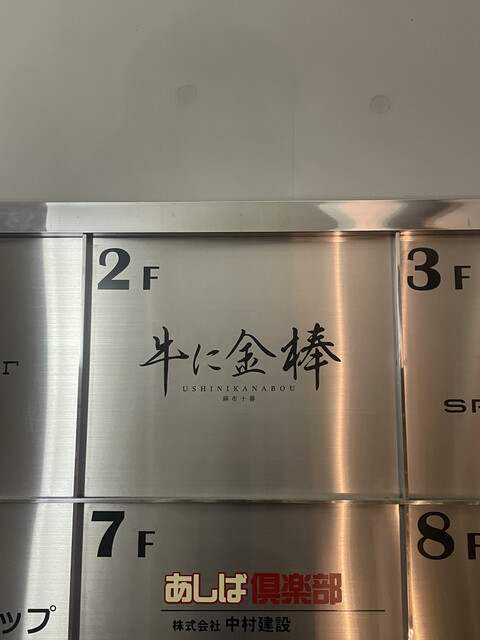 2F
牛に金棒
USHINIKANABOU
麻布十番
3F
SP
7F
あしば倶楽部
株式会社 中村建設
8F
ップ